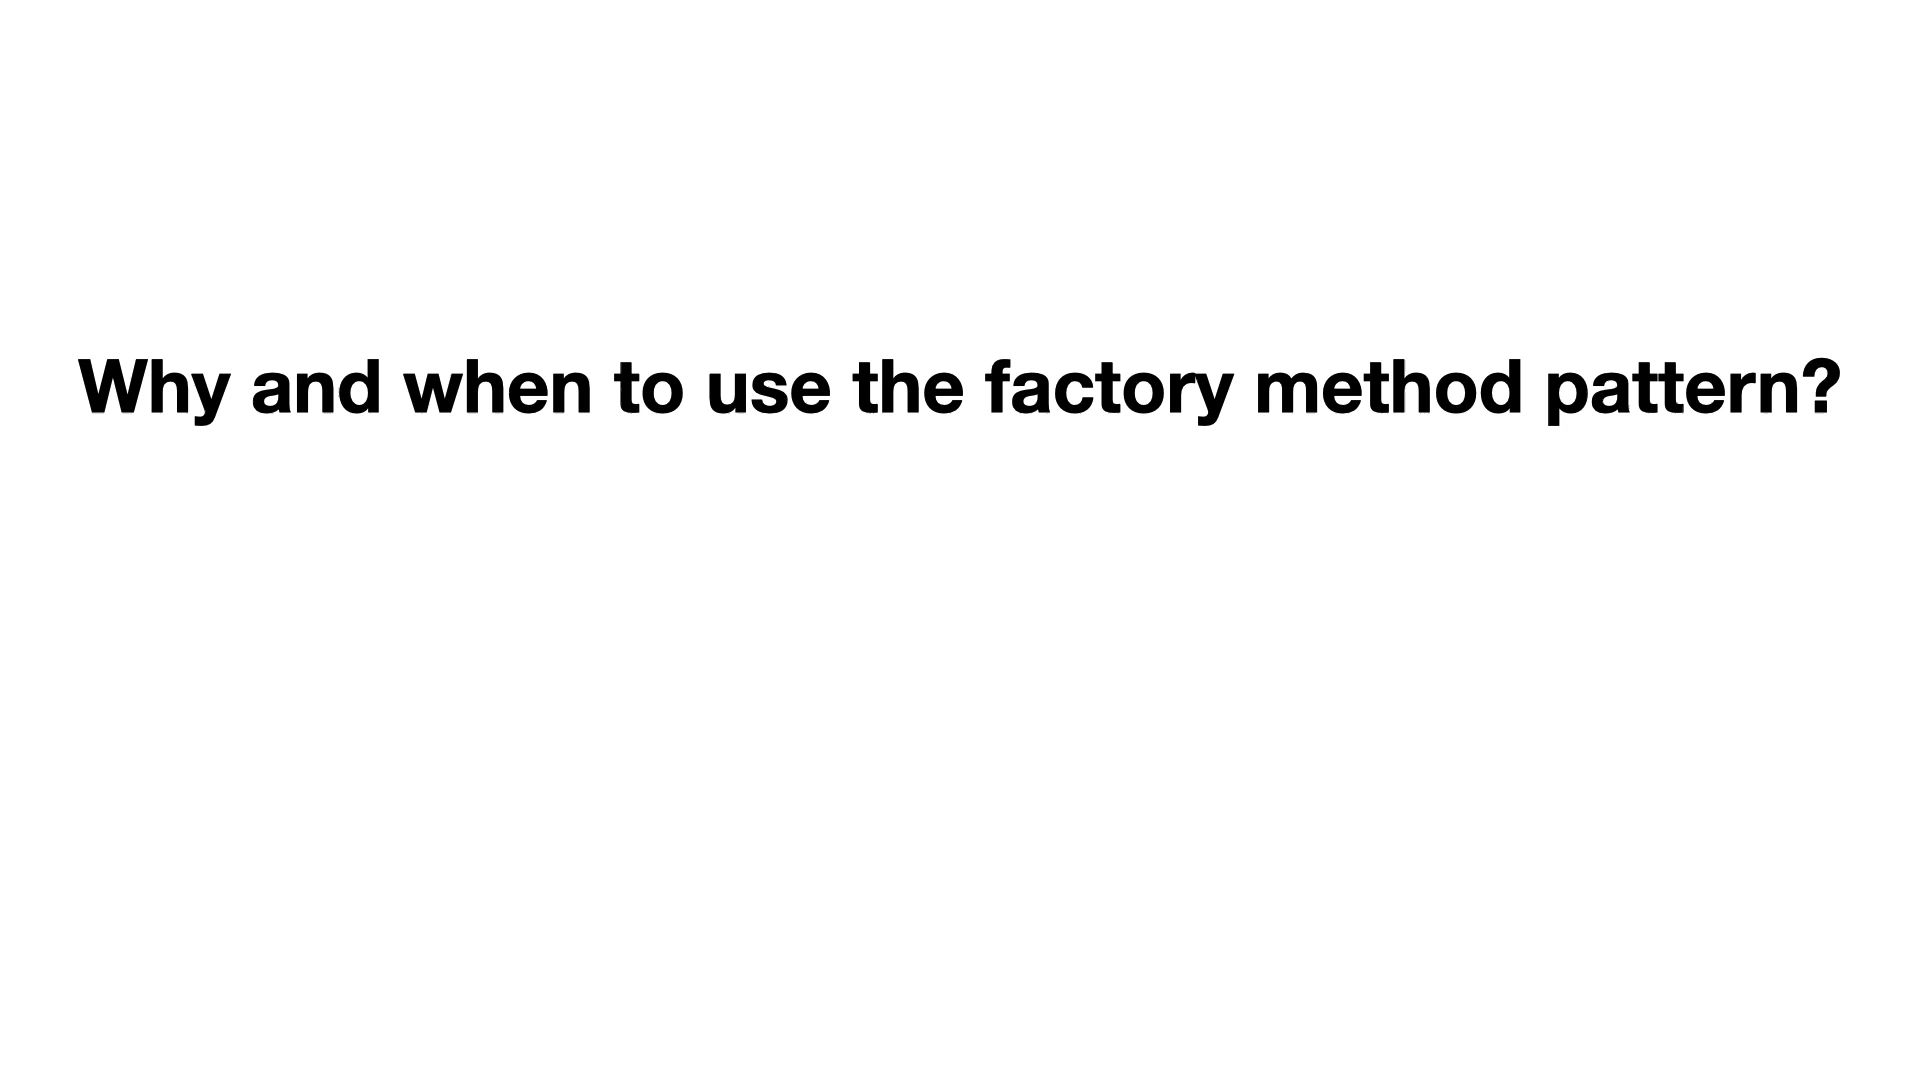 Why and when to use the factory method pattern?